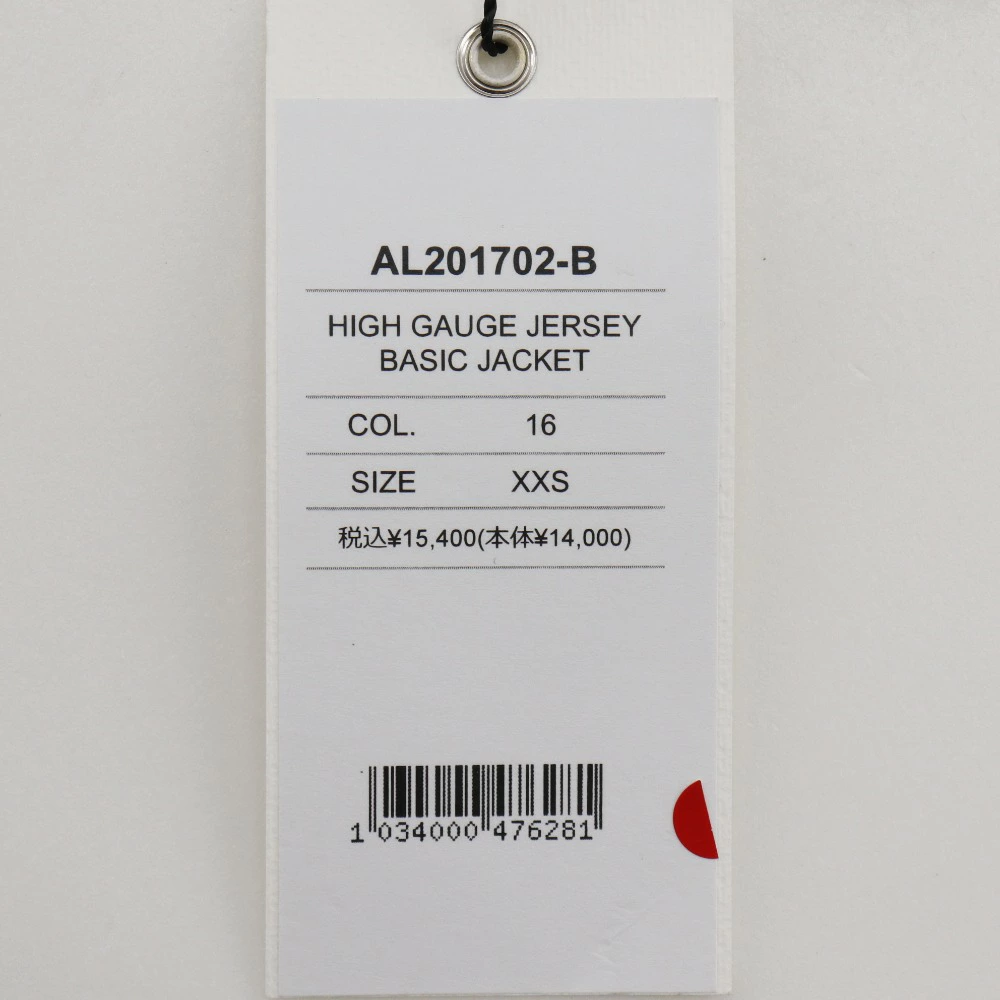 AL201702-B
HIGH GAUGE JERSEY
BASIC JACKET
COL. 16
SIZE XXS
税込¥15,400(本体¥14,000)
1 034000 476281